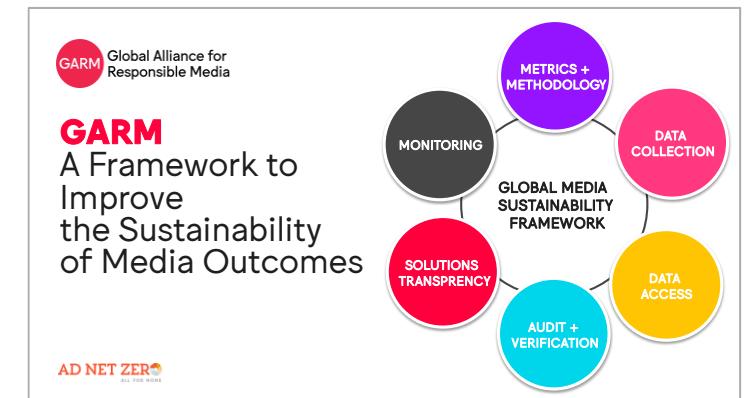 GARM
Global Alliance for
Responsible Media
GARM
A Framework to
Improve
the Sustainability
of Media Outcomes
AD NET ZERO
ALL FOR NONE
METRICS +
METHODOLOGY
DATA
COLLECTION
DATA
ACCESS
AUDIT +
VERIFICATION
SOLUTIONS
TRANSPRENCY
MONITORING
GLOBAL MEDIA
SUSTAINABILITY
FRAMEWORK